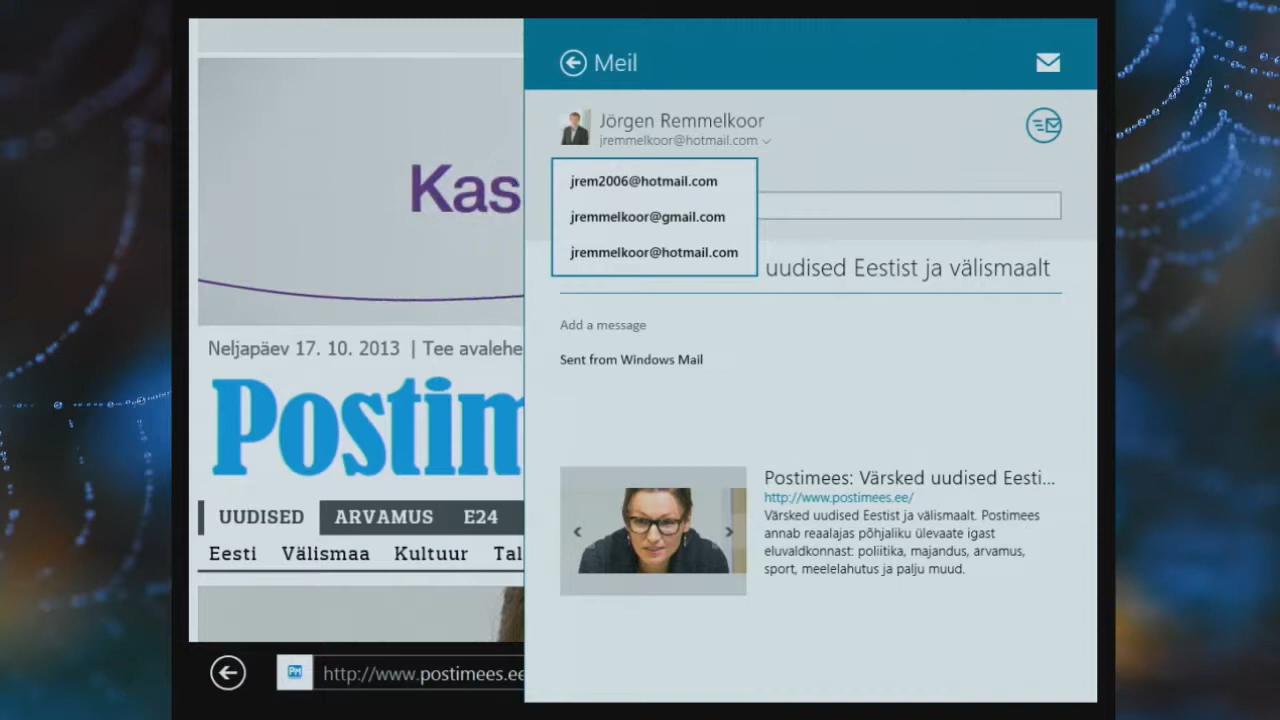 Meil
Jörgen Remmelkoor
jremmelkoor@hotmail.com
jrem2006@hotmail.com
jremmelkoor@gmail.com
jremmelkoor@hotmail.com
uudised Eestist ja välismaalt
Add a message
Sent from Windows Mail
Postimees: Värsked uudised Eesti...
http://www.postimees.ee/
Värsked uudised Eestist ja välismaalt. Postimees
annab reaalajas põhjaliku ülevaate igast
eluvaldkonnast: poliitika, majandus, arvamus,
sport, meelelahutus ja palju muud.
Kas
Neljapäev 17. 10. 2013 | Tee avalehe
Postim
UUDISED ARVAMUS E24
Eesti Välismaa Kultuur Tal
PM
http://www.postimees.ee